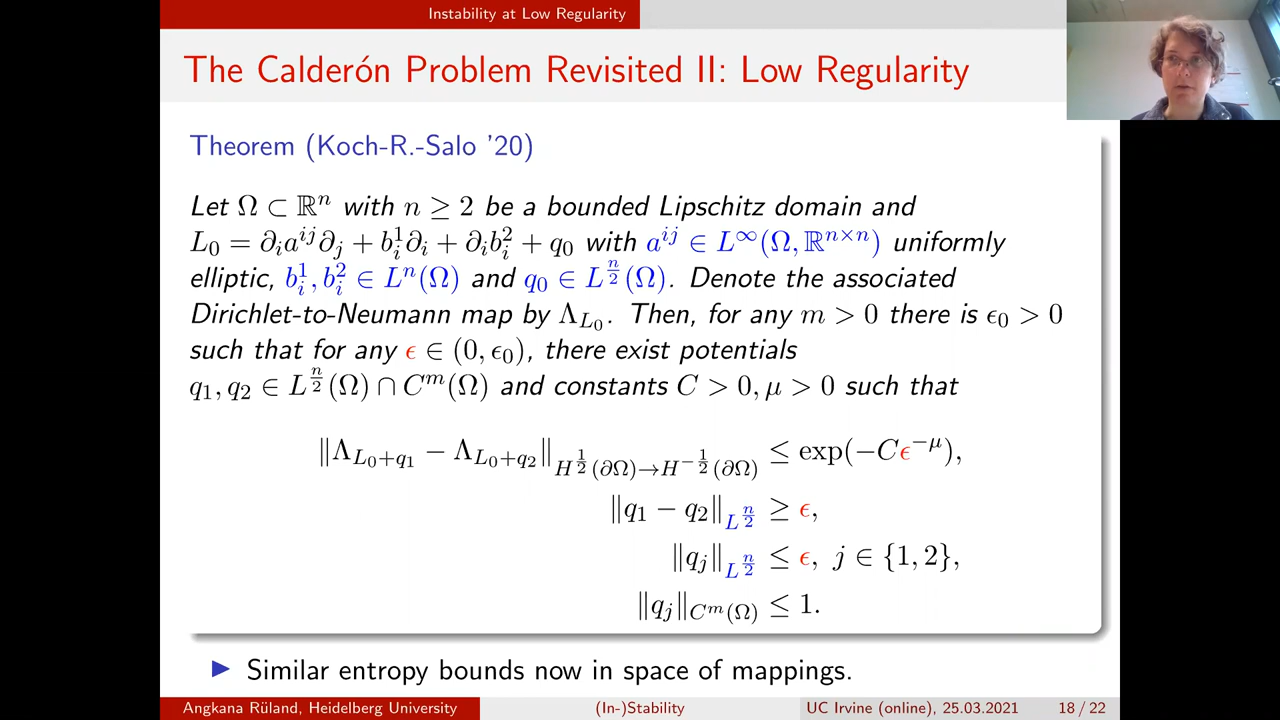 Instability at Low Regularity
The Calderón Problem Revisited II: Low Regularity
Theorem (Koch-R.-Salo '20)
Let Ω ⊂ ℝⁿ with n ≥ 2 be a bounded Lipschitz domain and
L₀ = ∂ᵢaⁱʲ∂ⱼ + bᵢ¹∂ᵢ + ∂ᵢbᵢ² + q₀ with aⁱʲ ∈ L^∞(Ω, ℝⁿˣⁿ) uniformly
elliptic, bᵢ¹, bᵢ² ∈ Lⁿ(Ω) and q₀ ∈ L^{n/2}(Ω). Denote the associated
Dirichlet-to-Neumann map by Λ_{L₀}. Then, for any m > 0 there is ϵ₀ > 0
such that for any ϵ ∈ (0, ϵ₀), there exist potentials
q₁, q₂ ∈ L^{n/2}(Ω) ∩ C^m(Ω) and constants C > 0, μ > 0 such that
‖Λ_{L₀+q₁} − Λ_{L₀+q₂}‖_{H^{1/2}(∂Ω)→H^{−1/2}(∂Ω)} ≤ exp(−Cϵ^{−μ}),
‖q₁ − q₂‖_{L^{n/2}} ≥ ϵ,
‖qⱼ‖_{L^{n/2}} ≤ ϵ, j ∈ {1, 2},
‖qⱼ‖_{C^m(Ω)} ≤ 1.
▶ Similar entropy bounds now in space of mappings.
Angkana Rüland, Heidelberg University (In-)Stability UC Irvine (online), 25.03.2021 18 / 22